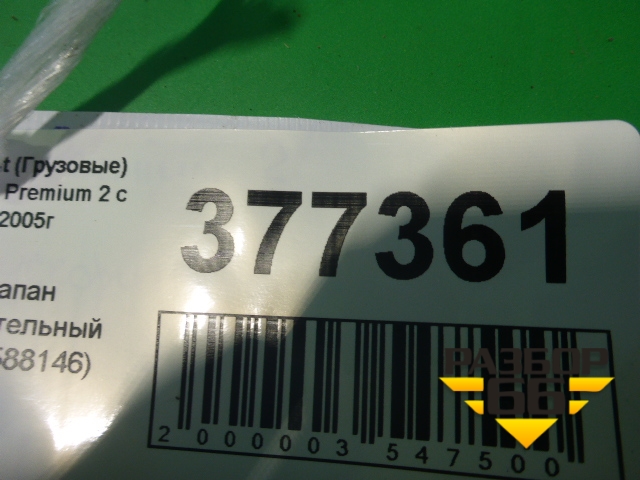 t (Грузовые)
Premium 2 с
2005г
377361
апан
тельный
588146)
2 000003 547500
РАЗБОР
66